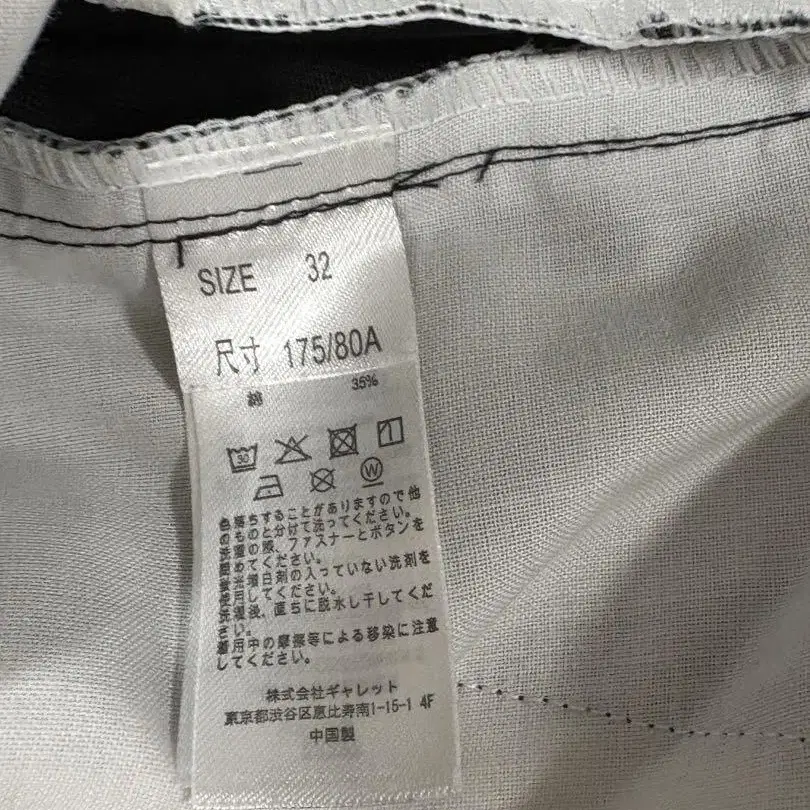 SIZE 32
尺寸 175/80A
綿 35%
30
W
色落ちすることがありますので他
のものと分けて洗ってください。
洗濯の際、ファスナーとボタンを
留めてください。
蛍光増白剤の入っていない洗剤を
使用してください。
洗濯後、直ちに脱水し干してくだ
さい。
着用中の摩擦等による移染に注意
してください。
株式会社ギャレット
東京都渋谷区恵比寿南1-15-1 4F
中国製